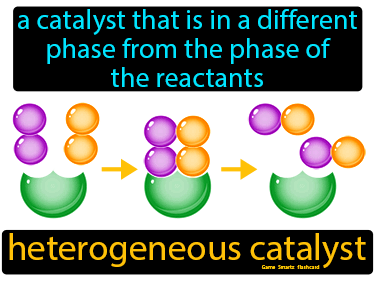 a catalyst that is in a different
phase from the phase of
the reactants
heterogeneous catalyst
Game Smartz flashcard